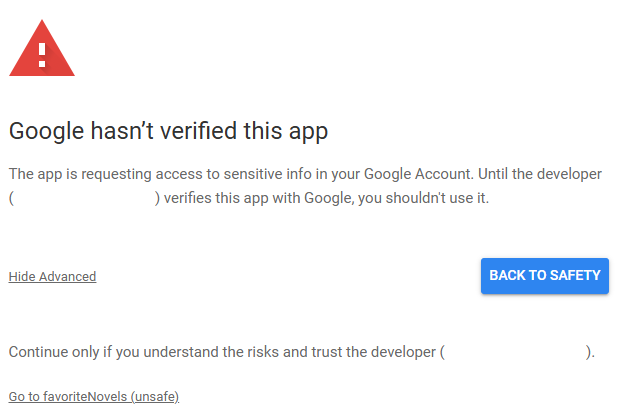 Google hasn’t verified this app
The app is requesting access to sensitive info in your Google Account. Until the developer
( ) verifies this app with Google, you shouldn't use it.
Hide Advanced
BACK TO SAFETY
Continue only if you understand the risks and trust the developer ( ).
Go to favoriteNovels (unsafe)